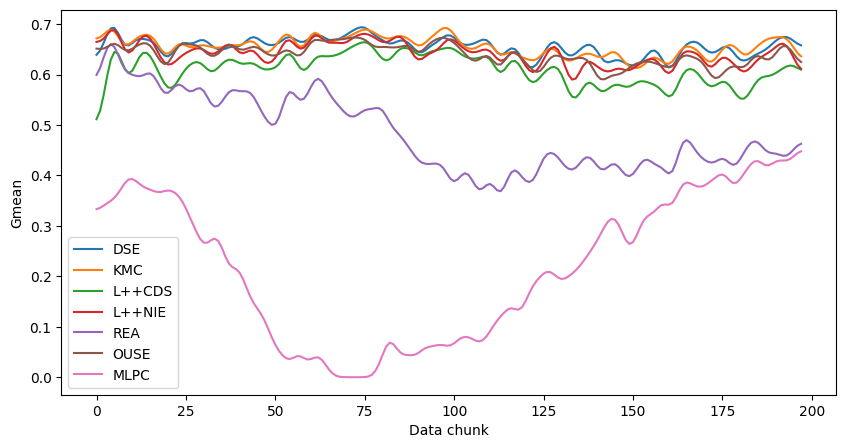 Gmean
0.7
0.6
0.5
0.4
0.3
0.2
0.1
0.0
DSE
KMC
L++CDS
L++NIE
REA
OUSE
MLPC
0 25 50 75 100 125 150 175 200
Data chunk